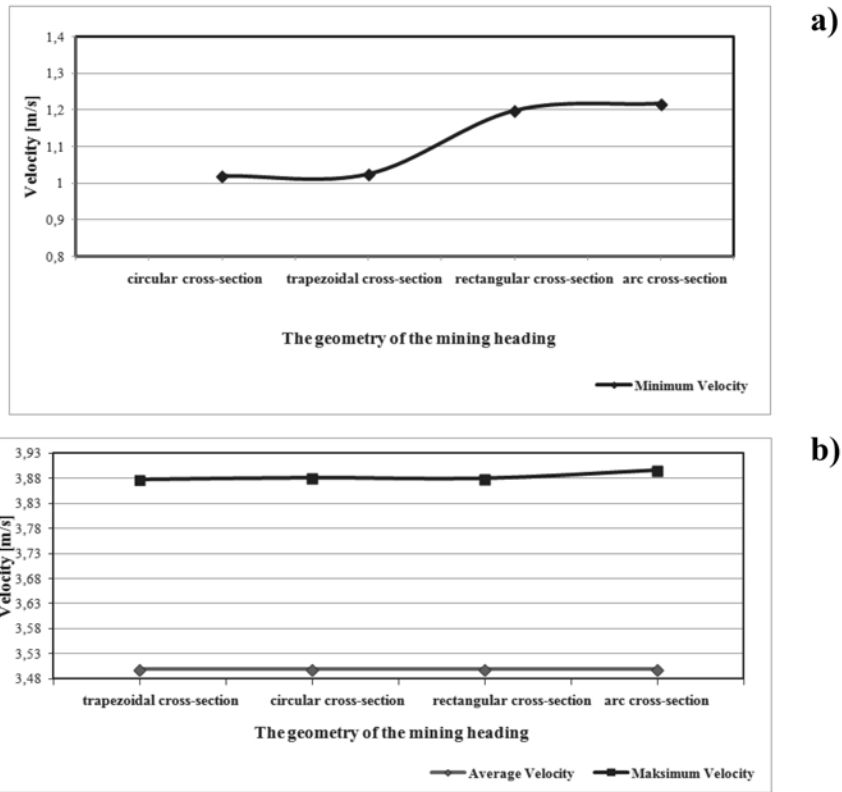 a)
1,4
1,3
1,2
1,1
1
0,9
0,8
Velocity [m/s]
circular cross-section trapezoidal cross-section rectangular cross-section arc cross-section
The geometry of the mining heading
Minimum Velocity
b)
3,93
3,88
3,83
3,78
3,73
3,68
3,63
3,58
3,53
3,48
Velocity [m/s]
trapezoidal cross-section circular cross-section rectangular cross-section arc cross-section
The geometry of the mining heading
Average Velocity Maksimum Velocity